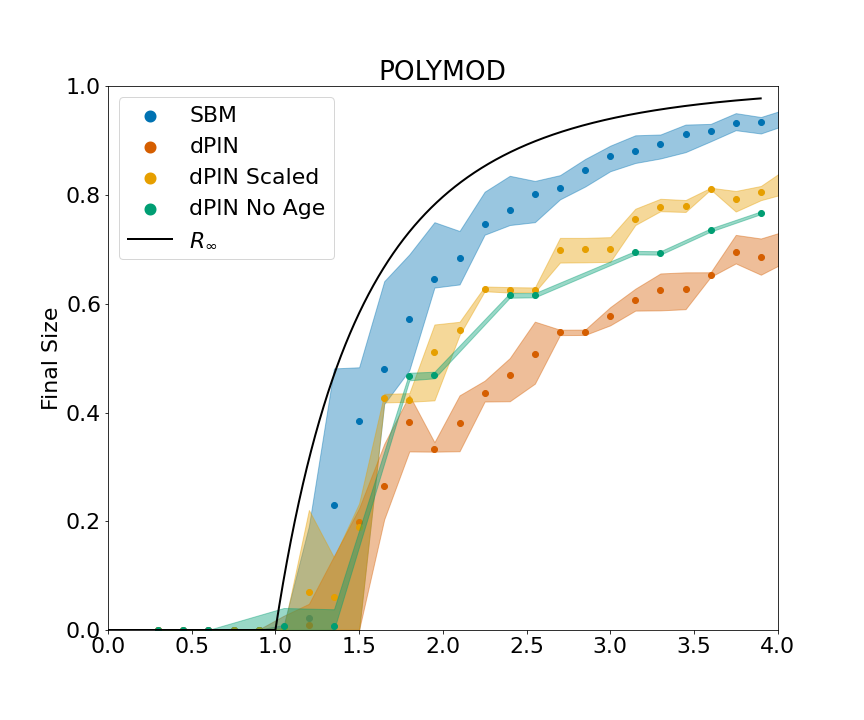 POLYMOD
1.0
0.8
0.6
0.4
0.2
0.0
Final Size
SBM
dPIN
dPIN Scaled
dPIN No Age
R∞
0.0 0.5 1.0 1.5 2.0 2.5 3.0 3.5 4.0